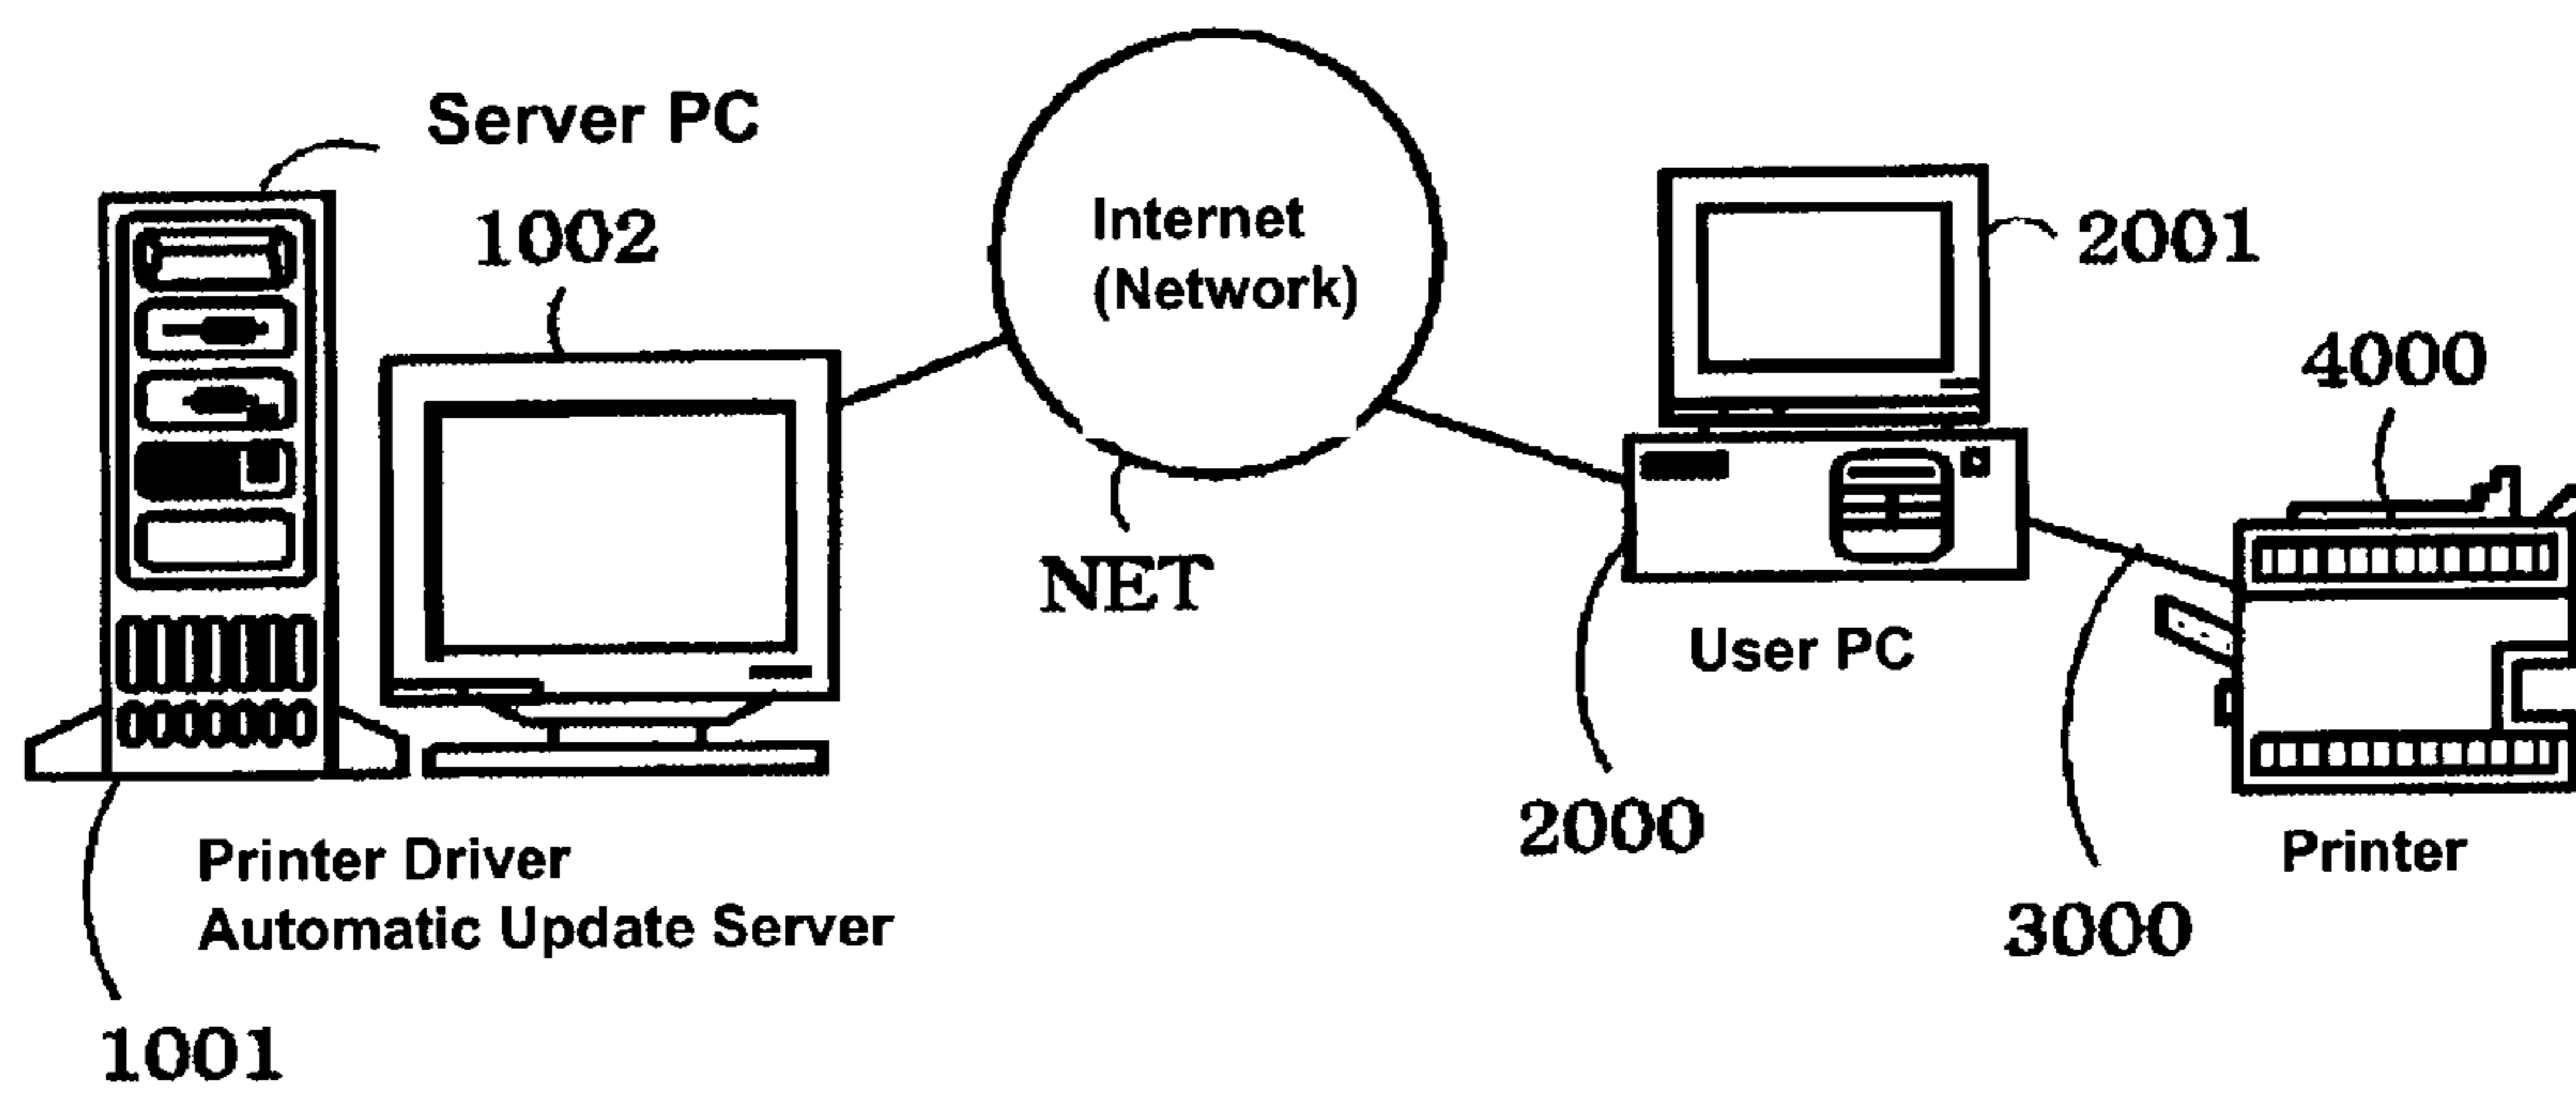 Server PC
1002
Internet
(Network)
2001
4000
NET
User PC
2000
Printer
3000
Printer Driver
Automatic Update Server
1001